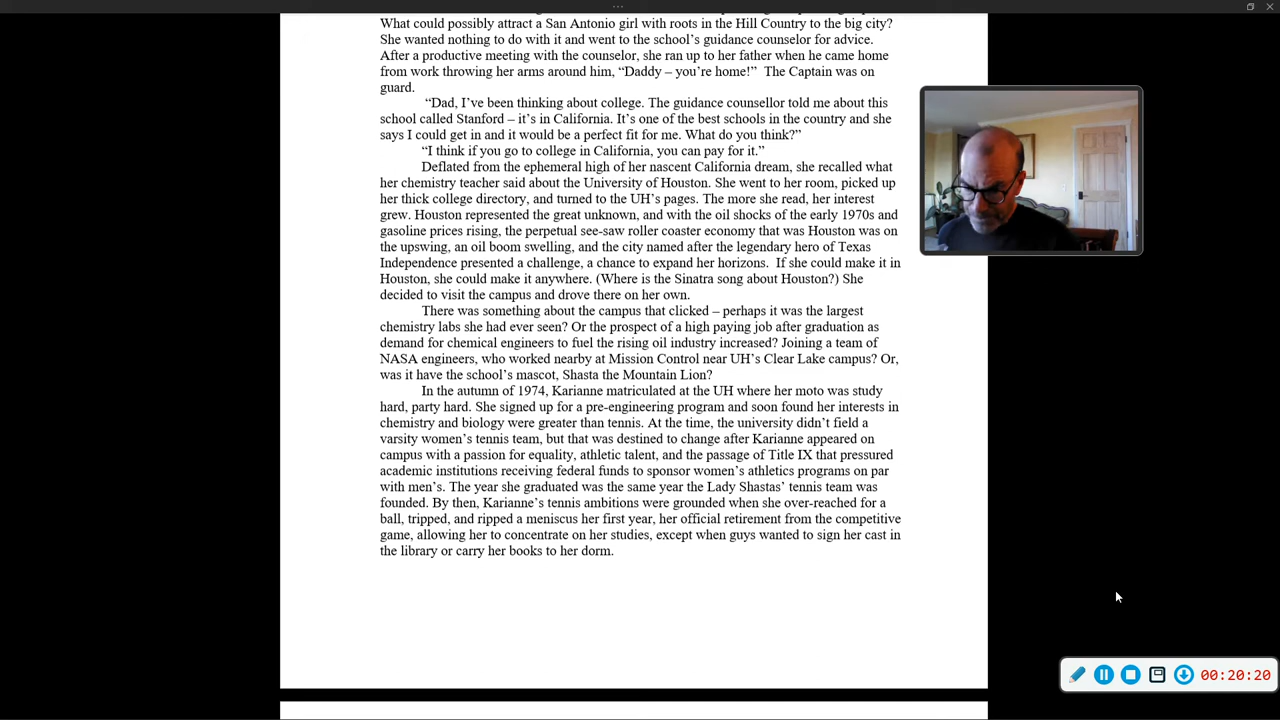 What could possibly attract a San Antonio girl with roots in the Hill Country to the big city?
She wanted nothing to do with it and went to the school’s guidance counselor for advice.
After a productive meeting with the counselor, she ran up to her father when he came home
from work throwing her arms around him, “Daddy – you’re home!”  The Captain was on
guard.
“Dad, I’ve been thinking about college. The guidance counsellor told me about this
school called Stanford – it’s in California. It’s one of the best schools in the country and she
says I could get in and it would be a perfect fit for me. What do you think?”
“I think if you go to college in California, you can pay for it.”
Deflated from the ephemeral high of her nascent California dream, she recalled what
her chemistry teacher said about the University of Houston. She went to her room, picked up
her thick college directory, and turned to the UH’s pages. The more she read, her interest
grew. Houston represented the great unknown, and with the oil shocks of the early 1970s and
gasoline prices rising, the perpetual see-saw roller coaster economy that was Houston was on
the upswing, an oil boom swelling, and the city named after the legendary hero of Texas
Independence presented a challenge, a chance to expand her horizons.  If she could make it in
Houston, she could make it anywhere. (Where is the Sinatra song about Houston?) She
decided to visit the campus and drove there on her own.
There was something about the campus that clicked – perhaps it was the largest
chemistry labs she had ever seen? Or the prospect of a high paying job after graduation as
demand for chemical engineers to fuel the rising oil industry increased? Joining a team of
NASA engineers, who worked nearby at Mission Control near UH’s Clear Lake campus? Or,
was it have the school’s mascot, Shasta the Mountain Lion?
In the autumn of 1974, Karianne matriculated at the UH where her moto was study
hard, party hard. She signed up for a pre-engineering program and soon found her interests in
chemistry and biology were greater than tennis. At the time, the university didn’t field a
varsity women’s tennis team, but that was destined to change after Karianne appeared on
campus with a passion for equality, athletic talent, and the passage of Title IX that pressured
academic institutions receiving federal funds to sponsor women’s athletics programs on par
with men’s. The year she graduated was the same year the Lady Shastas’ tennis team was
founded. By then, Karianne’s tennis ambitions were grounded when she over-reached for a
ball, tripped, and ripped a meniscus her first year, her official retirement from the competitive
game, allowing her to concentrate on her studies, except when guys wanted to sign her cast in
the library or carry her books to her dorm.
00:20:20